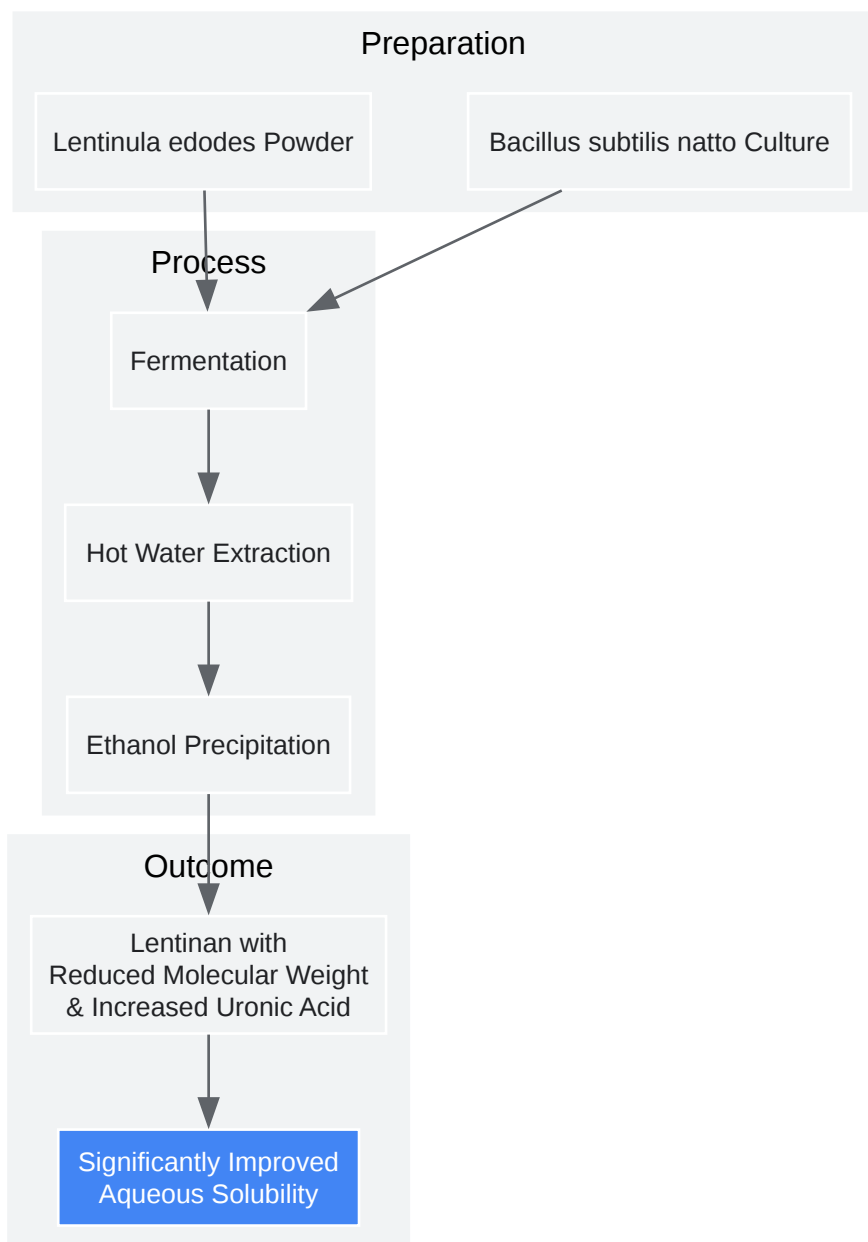 Preparation
Lentinula edodes Powder
Bacillus subtilis natto Culture
Process
Fermentation
Hot Water Extraction
Ethanol Precipitation
Outcome
Lentinan with
Reduced Molecular Weight
& Increased Uronic Acid
Significantly Improved
Aqueous Solubility